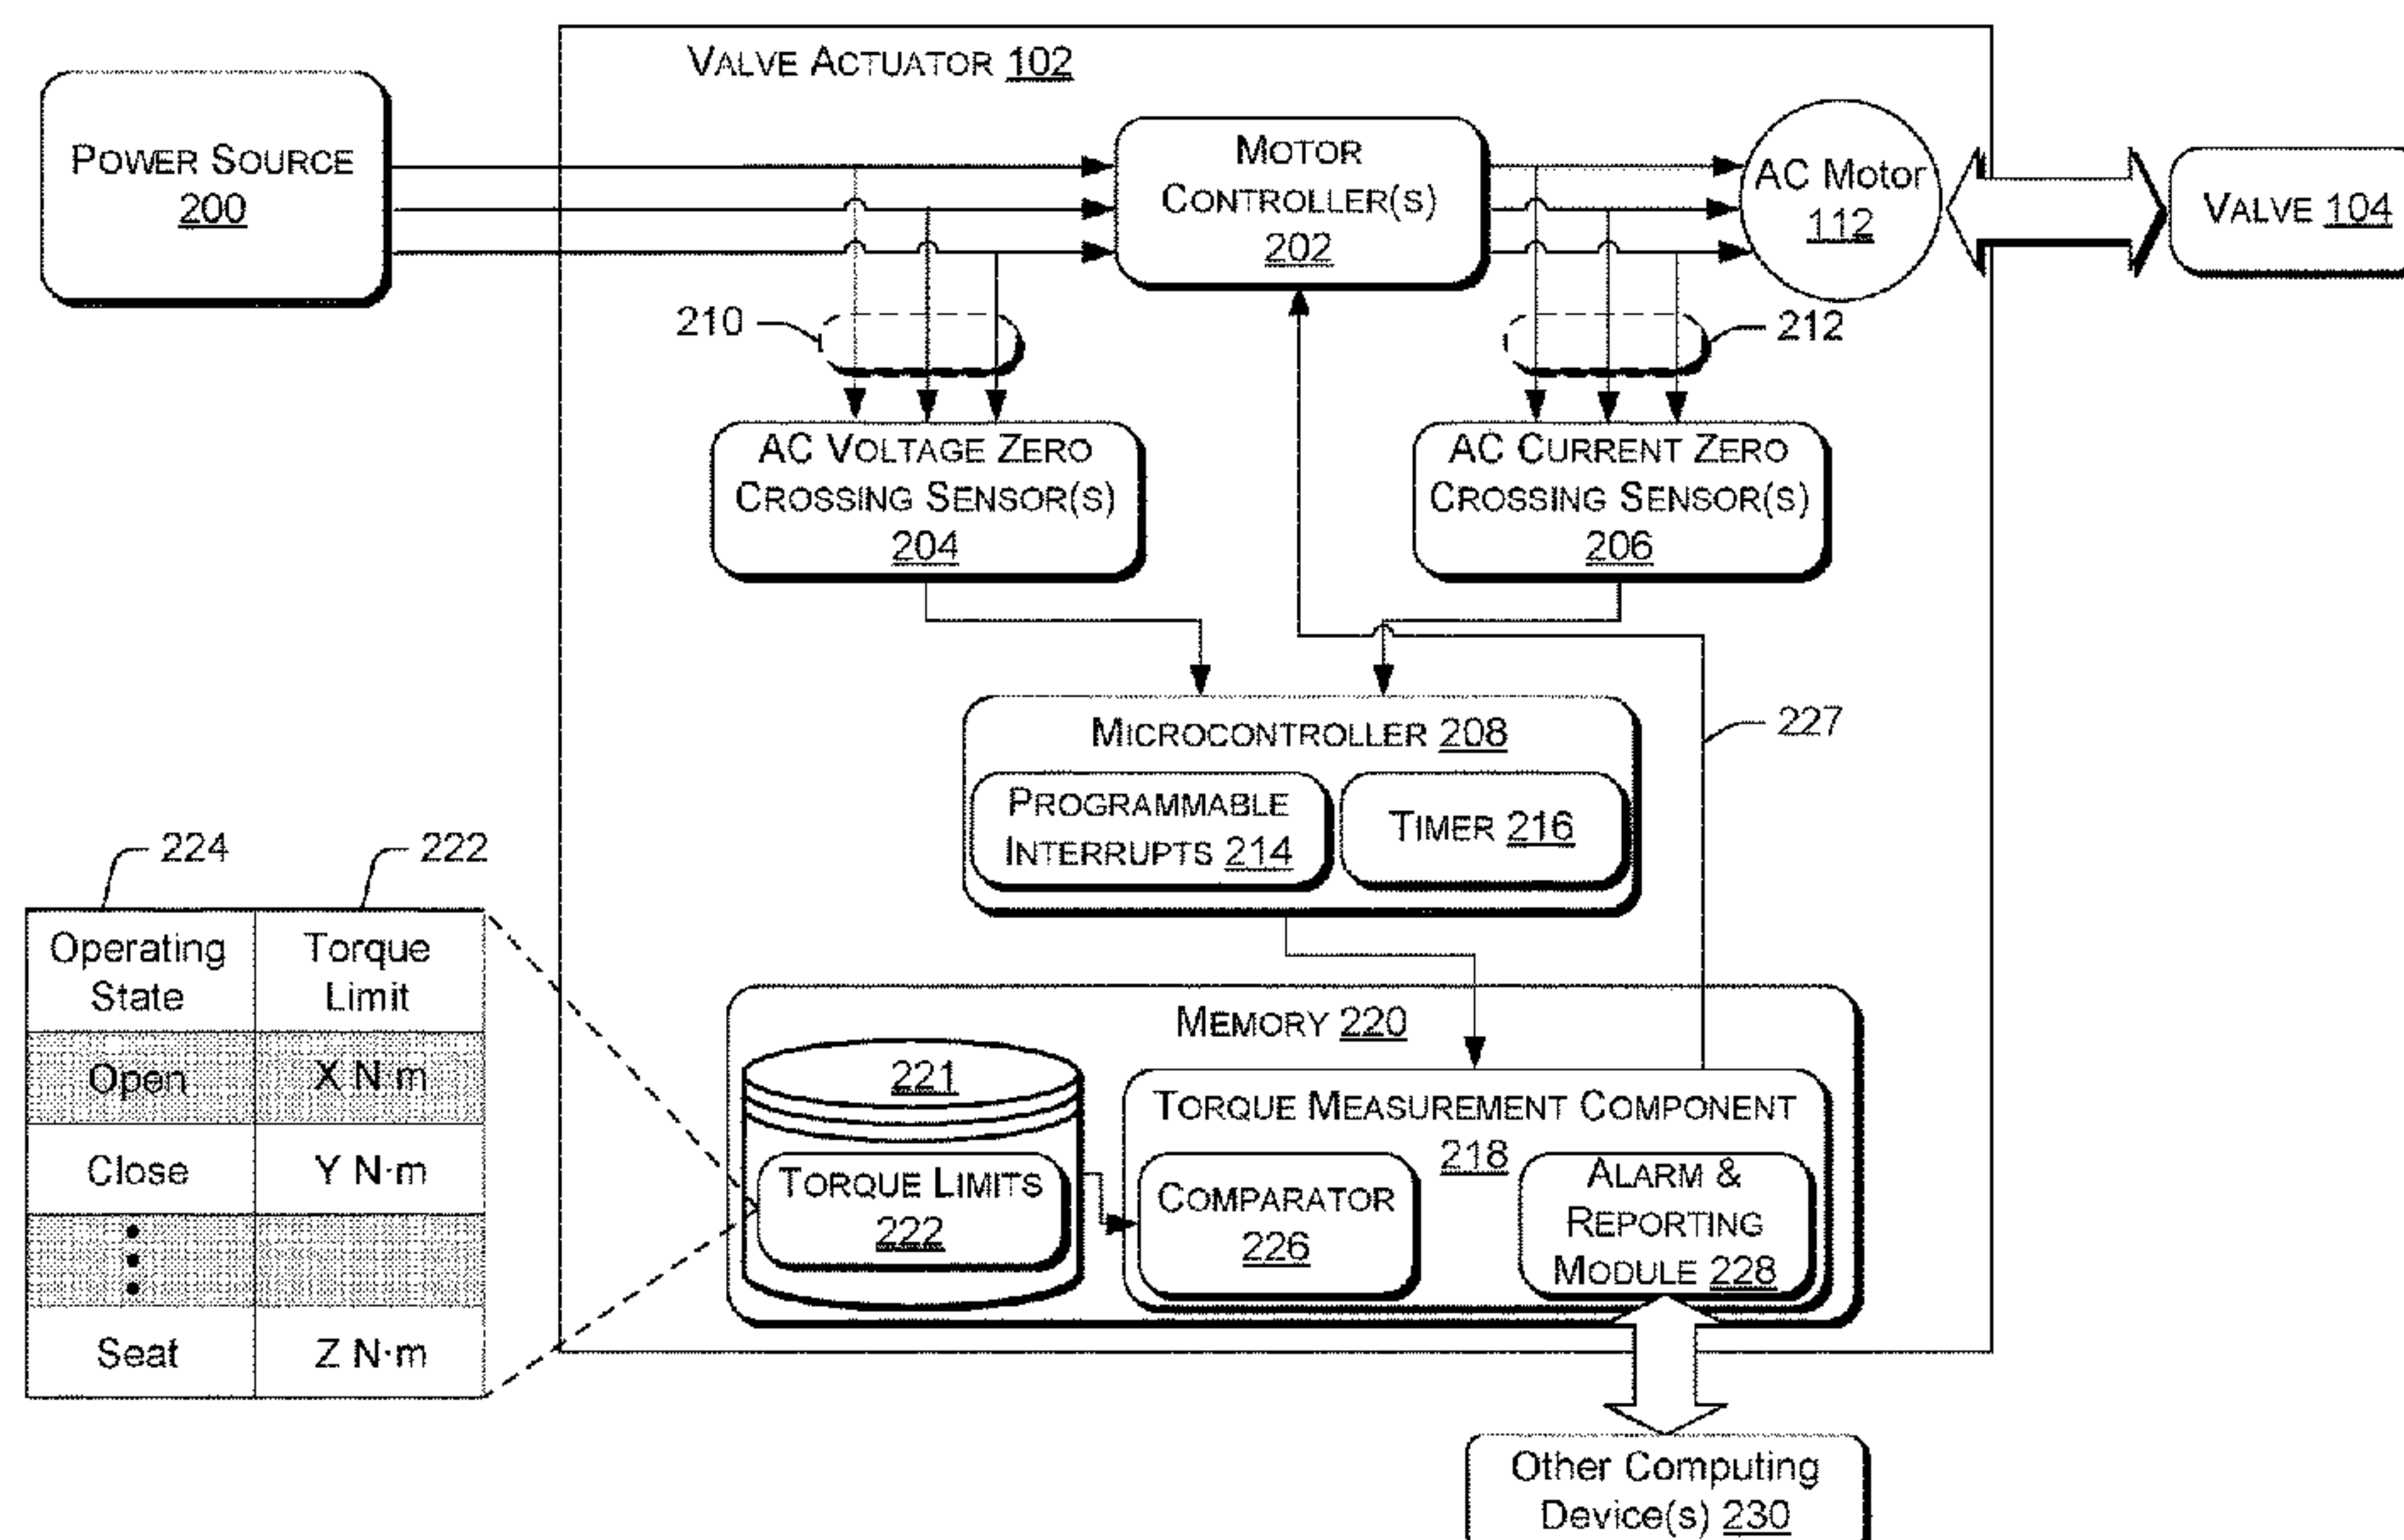 VALVE ACTUATOR 102
POWER SOURCE
200
MOTOR
CONTROLLER(S)
202
AC Motor
112
VALVE 104
210
212
AC VOLTAGE ZERO
CROSSING SENSOR(S)
204
AC CURRENT ZERO
CROSSING SENSOR(S)
206
MICROCONTROLLER 208
227
PROGRAMMABLE
INTERRUPTS 214
TIMER 216
224
222
Operating
State
Torque
Limit
Open
X N·m
Close
Y N·m
Seat
Z N·m
MEMORY 220
221
TORQUE LIMITS
222
TORQUE MEASUREMENT COMPONENT
218
COMPARATOR
226
ALARM &
REPORTING
MODULE 228
Other Computing
Device(s) 230